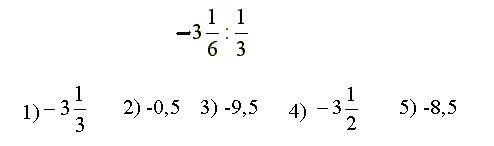 −3 1/6 : 1/3
1) −3 1/3 2) -0,5 3) -9,5 4) −3 1/2 5) -8,5